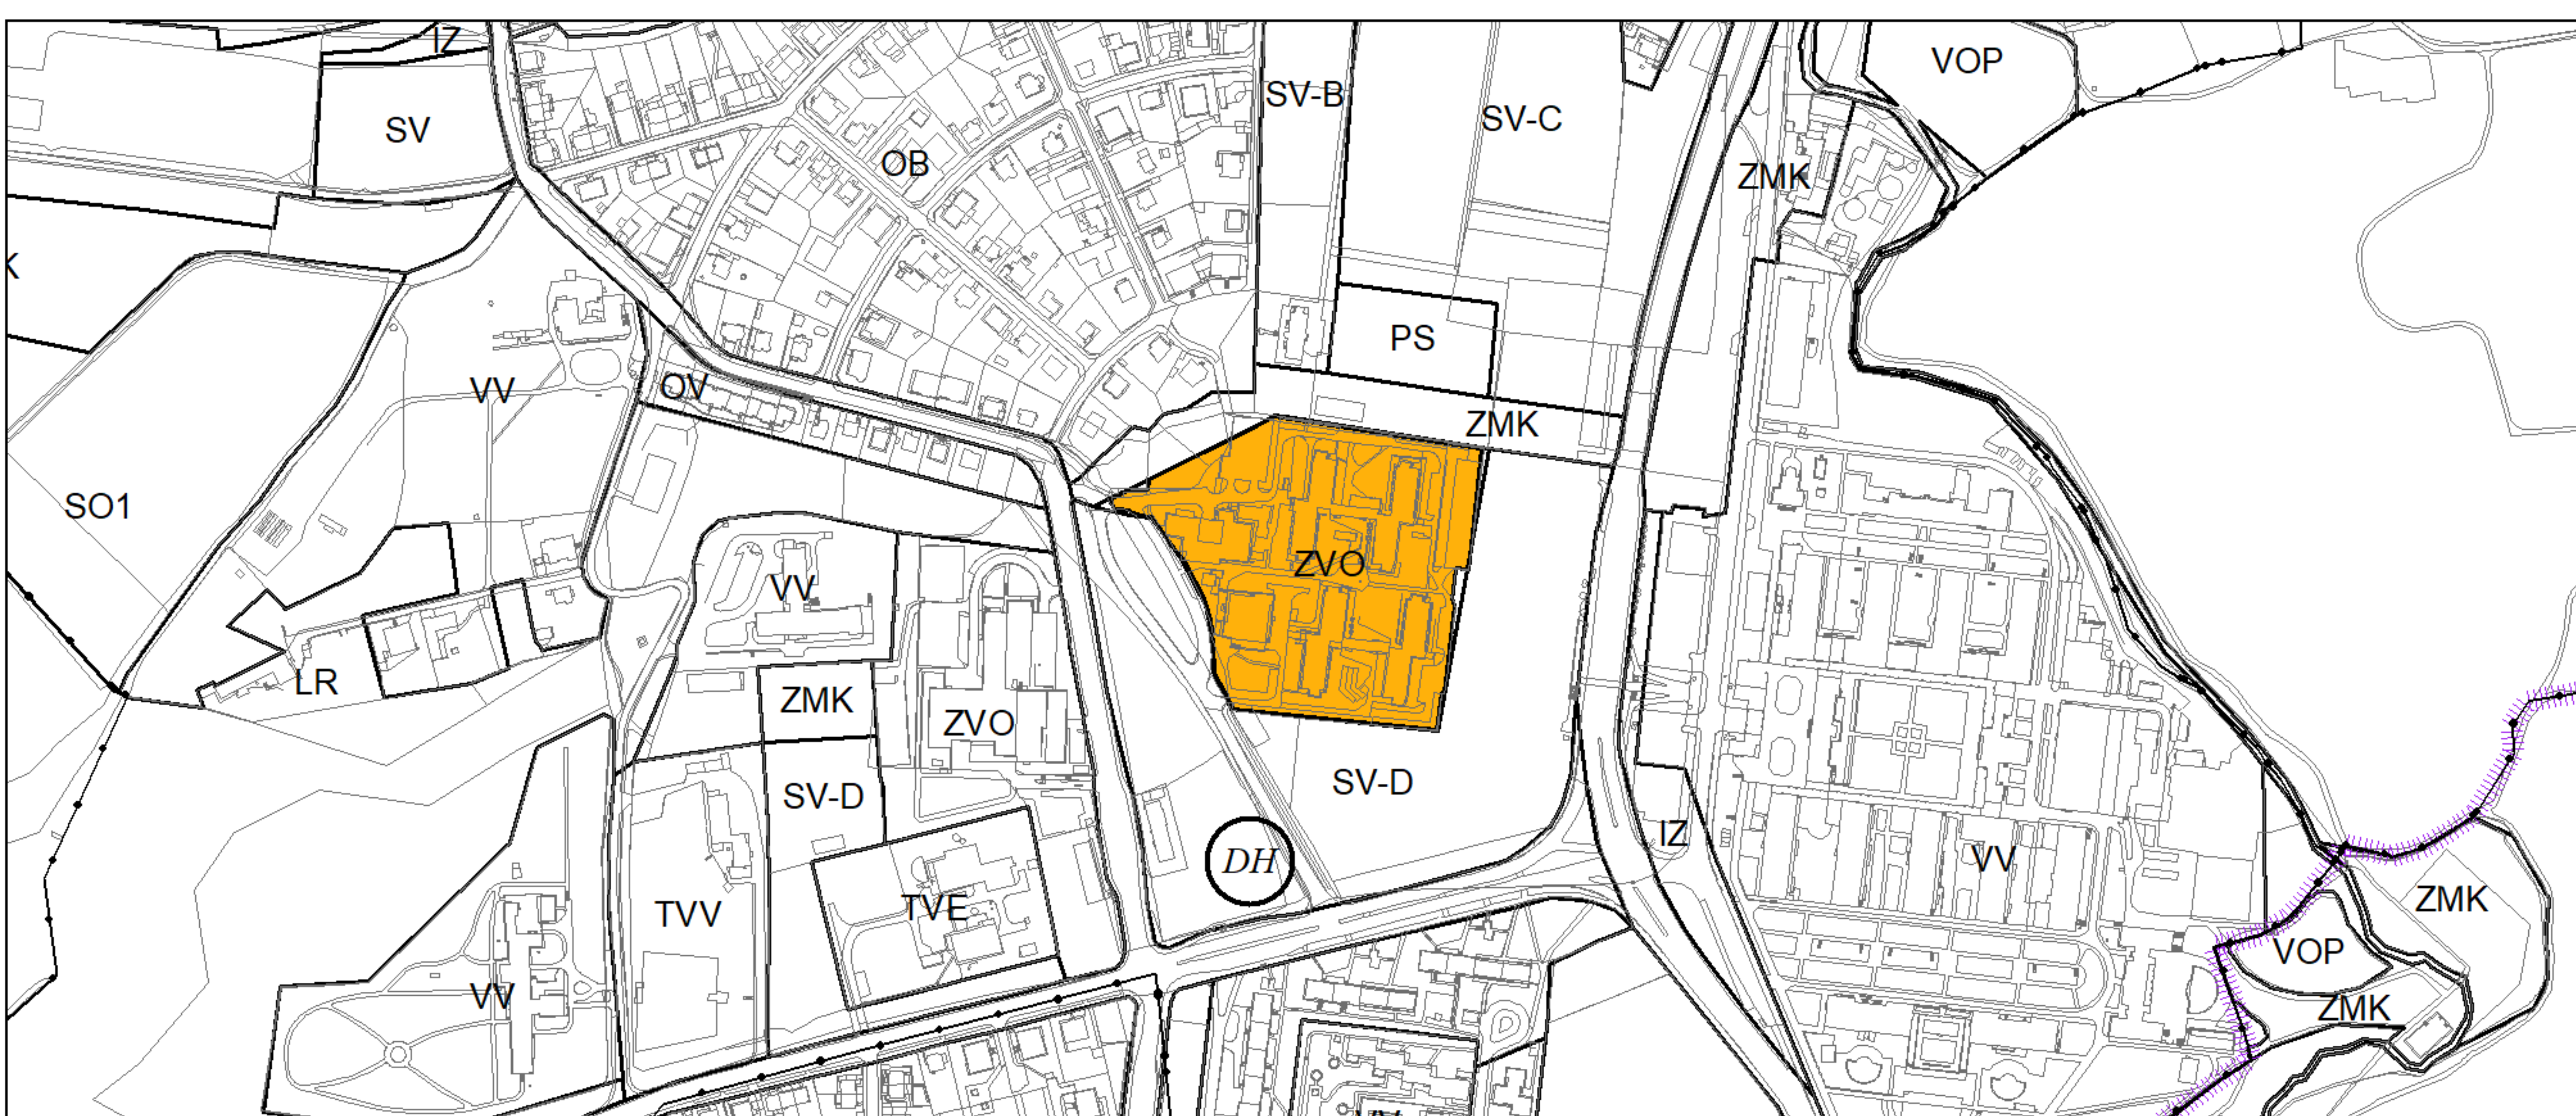 IZ
VOP
SV-B
SV
SV-C
OB
ZMK
K
PS
VV
OV
ZMK
SO1
ZVO
VV
LR
ZMK
ZVO
SV-D
SV-D
IZ
DH
VV
TVV
TVE
ZMK
VOP
VV
ZMK